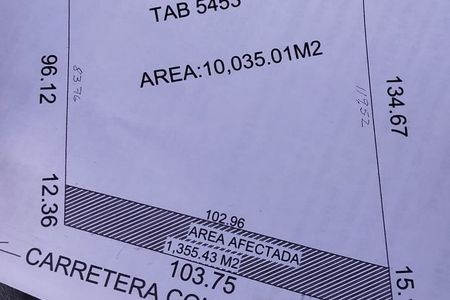 TAB 5453
AREA:10,035.01M2
96.12
83.76
119.52
134.67
12.36
102.96
AREA AFECTADA
1,355.43 M2
103.75
CARRETERA